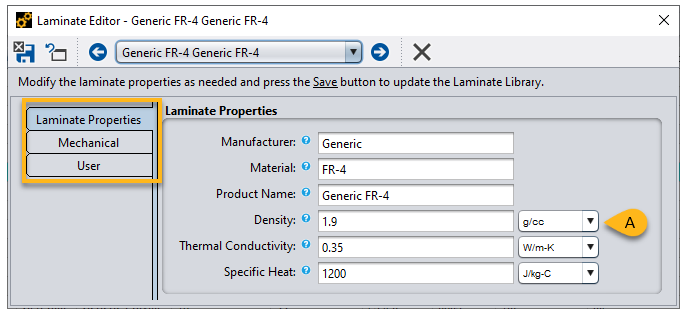 Laminate Editor - Generic FR-4 Generic FR-4
Generic FR-4 Generic FR-4
Modify the laminate properties as needed and press the Save button to update the Laminate Library.
Laminate Properties
Mechanical
User
Laminate Properties
Manufacturer: ? Generic
Material: ? FR-4
Product Name: ? Generic FR-4
Density: ? 1.9 g/cc A
Thermal Conductivity: ? 0.35 W/m-K
Specific Heat: ? 1200 J/kg-C